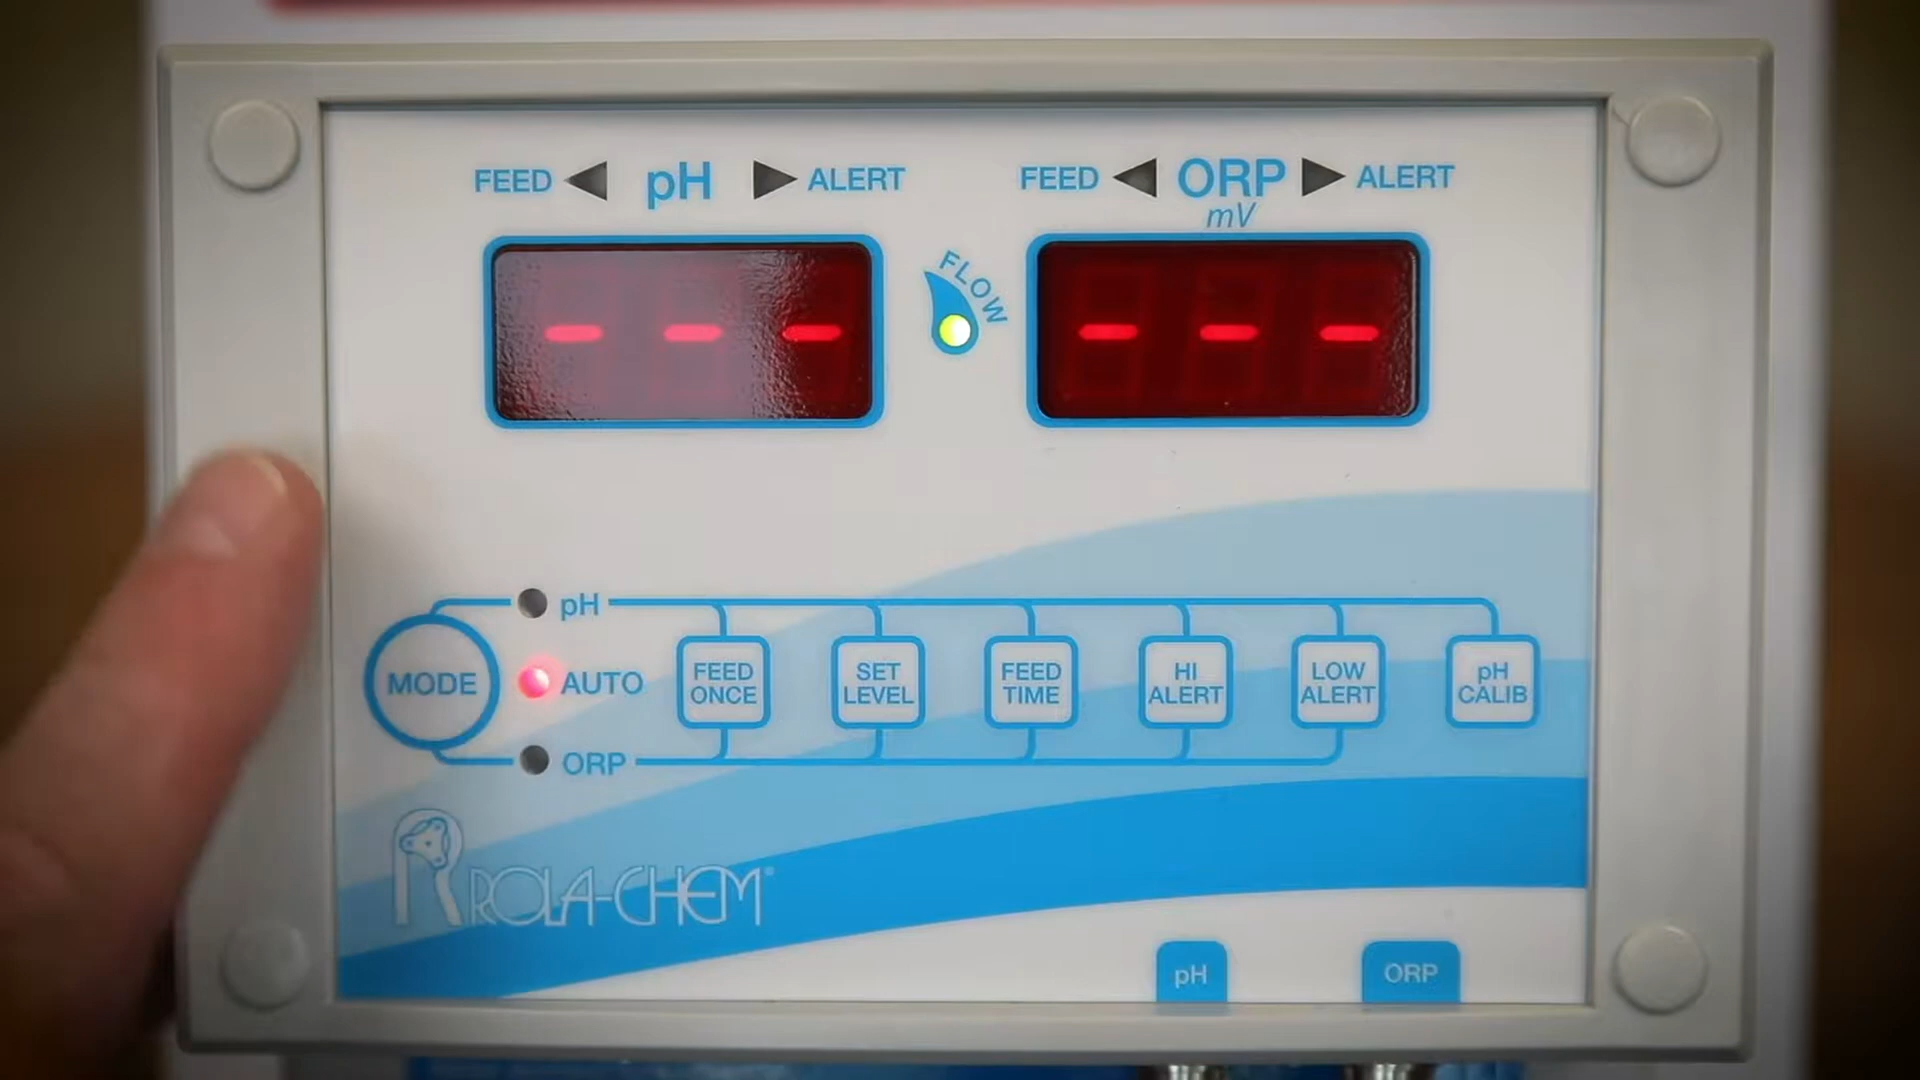 FEED pH ALERT
FEED ORP ALERT
mV
FLOW
- - -
- - -
pH
MODE
AUTO
ORP
FEED
ONCE
SET
LEVEL
FEED
TIME
HI
ALERT
LOW
ALERT
pH
CALIB
ROLA-CHEM®
pH
ORP